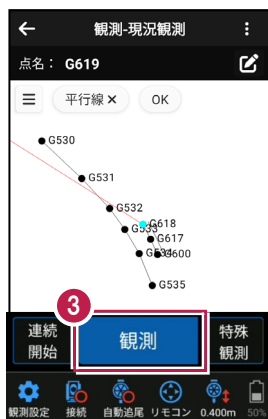 観測-現況観測
点名： G619
平行線 × OK
G530
G531
G532
G533
G618
G617
G534
G600
G535
3
連続
開始
観測
特殊
観測
観測設定 接続 自動追尾 リモコン 0.400m 50%